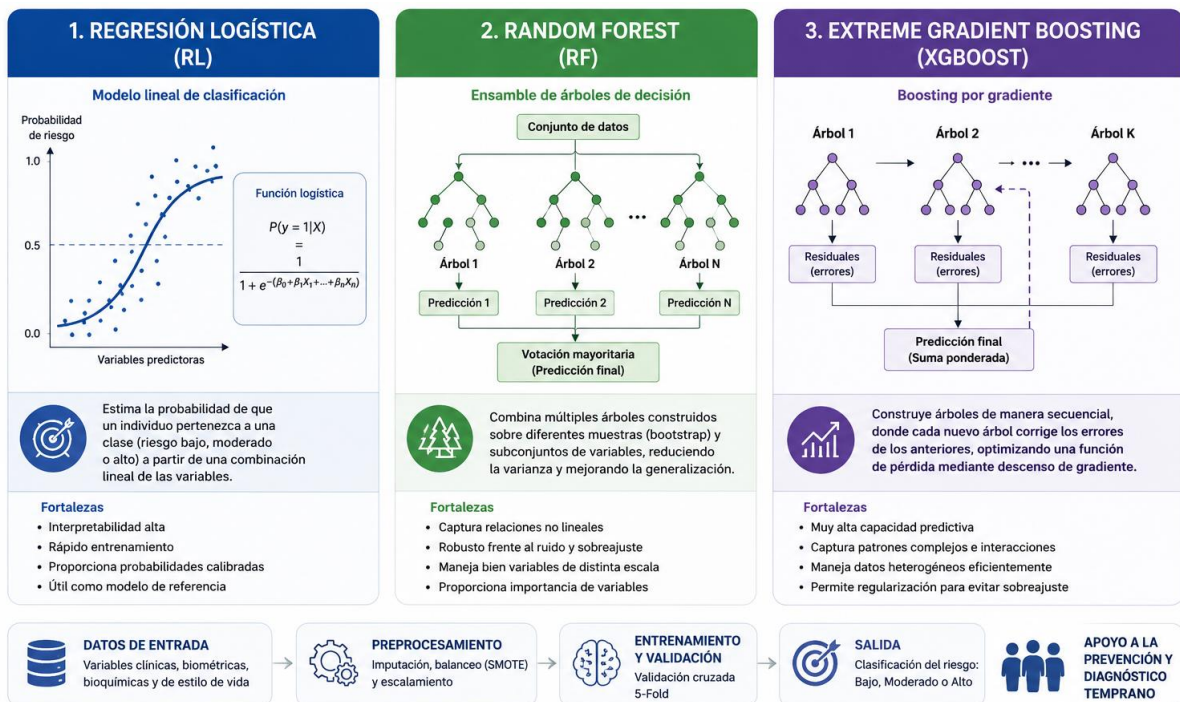 1. REGRESIÓN LOGÍSTICA
(RL)
Modelo lineal de clasificación
Probabilidad
de riesgo
1.0
0.5
0.0
Variables predictoras
Función logística
P(y = 1|X)
=
1
1 + e^−(β0+β1X1+...+βnXn)
Estima la probabilidad de que
un individuo pertenezca a una
clase (riesgo bajo, moderado
o alto) a partir de una combinación
lineal de las variables.
Fortalezas
• Interpretabilidad alta
• Rápido entrenamiento
• Proporciona probabilidades calibradas
• Útil como modelo de referencia
2. RANDOM FOREST
(RF)
Ensamble de árboles de decisión
Conjunto de datos
...
Árbol 1 Árbol 2 Árbol N
Predicción 1 Predicción 2 Predicción N
Votación mayoritaria
(Predicción final)
Combina múltiples árboles construidos
sobre diferentes muestras (bootstrap) y
subconjuntos de variables, reduciendo
la varianza y mejorando la generalización.
Fortalezas
• Captura relaciones no lineales
• Robusto frente al ruido y sobreajuste
• Maneja bien variables de distinta escala
• Proporciona importancia de variables
3. EXTREME GRADIENT BOOSTING
(XGBOOST)
Boosting por gradiente
Árbol 1 Árbol 2 Árbol K
...
Residuales Residuales Residuales
(errores) (errores) (errores)
Predicción final
(Suma ponderada)
Construye árboles de manera secuencial,
donde cada nuevo árbol corrige los errores
de los anteriores, optimizando una función
de pérdida mediante descenso de gradiente.
Fortalezas
• Muy alta capacidad predictiva
• Captura patrones complejos e interacciones
• Maneja datos heterogéneos eficientemente
• Permite regularización para evitar sobreajuste
DATOS DE ENTRADA
Variables clínicas, biométricas,
bioquímicas y de estilo de vida
PREPROCESAMIENTO
Imputación, balanceo (SMOTE)
y escalamiento
ENTRENAMIENTO
Y VALIDACIÓN
Validación cruzada
5-Fold
SALIDA
Clasificación del riesgo:
Bajo, Moderado o Alto
APOYO A LA
PREVENCIÓN Y
DIAGNÓSTICO
TEMPRANO